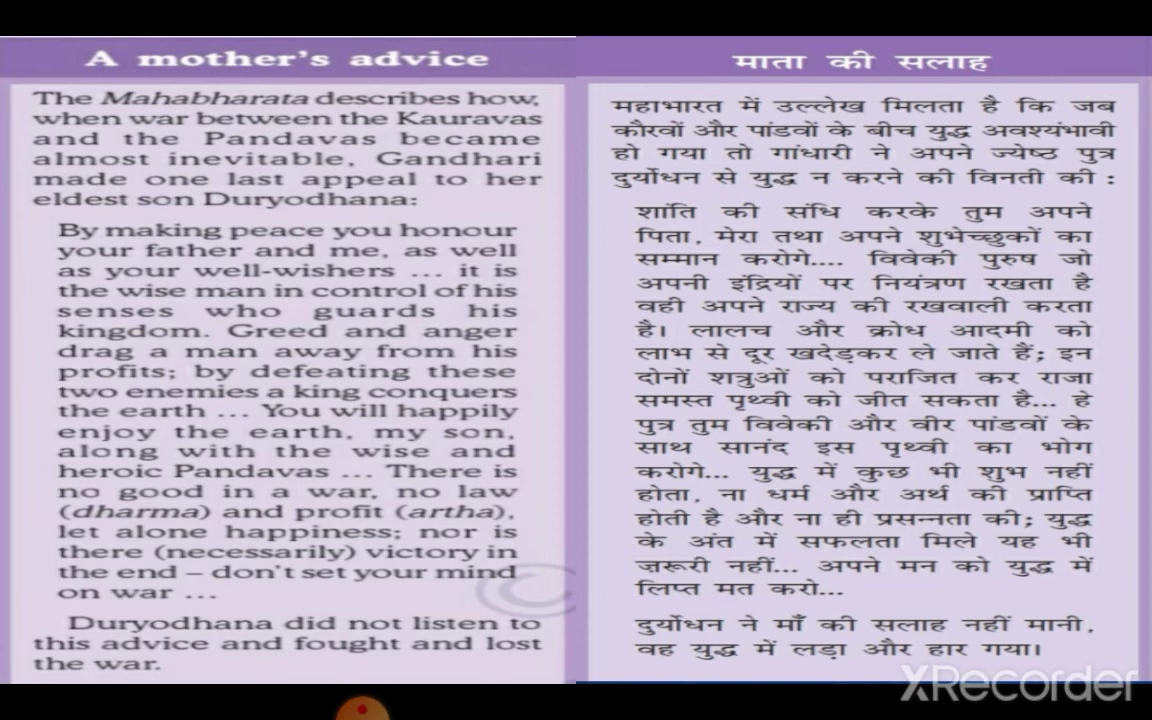 A mother's advice
The Mahabharata describes how,
when war between the Kauravas
and the Pandavas became
almost inevitable, Gandhari
made one last appeal to her
eldest son Duryodhana:
By making peace you honour
your father and me, as well
as your well-wishers ... it is
the wise man in control of his
senses who guards his
kingdom. Greed and anger
drag a man away from his
profits; by defeating these
two enemies a king conquers
the earth ... You will happily
enjoy the earth, my son,
along with the wise and
heroic Pandavas ... There is
no good in a war, no law
(dharma) and profit (artha),
let alone happiness; nor is
there (necessarily) victory in
the end – don't set your mind
on war ...
Duryodhana did not listen to
this advice and fought and lost
the war.
माता की सलाह
महाभारत में उल्लेख मिलता है कि जब
कौरवों और पांडवों के बीच युद्ध अवश्यंभावी
हो गया तो गांधारी ने अपने ज्येष्ठ पुत्र
दुर्योधन से युद्ध न करने की विनती की :
शांति की संधि करके तुम अपने
पिता, मेरा तथा अपने शुभेच्छुकों का
सम्मान करोगे.... विवेकी पुरुष जो
अपनी इंद्रियों पर नियंत्रण रखता है
वही अपने राज्य की रखवाली करता
है। लालच और क्रोध आदमी को
लाभ से दूर खदेड़कर ले जाते हैं; इन
दोनों शत्रुओं को पराजित कर राजा
समस्त पृथ्वी को जीत सकता है... हे
पुत्र तुम विवेकी और वीर पांडवों के
साथ सानंद इस पृथ्वी का भोग
करोगे... युद्ध में कुछ भी शुभ नहीं
होता, ना धर्म और अर्थ की प्राप्ति
होती है और ना ही प्रसन्नता की; युद्ध
के अंत में सफलता मिले यह भी
ज़रूरी नहीं... अपने मन को युद्ध में
लिप्त मत करो...
दुर्योधन ने माँ की सलाह नहीं मानी,
वह युद्ध में लड़ा और हार गया।
XRecorder